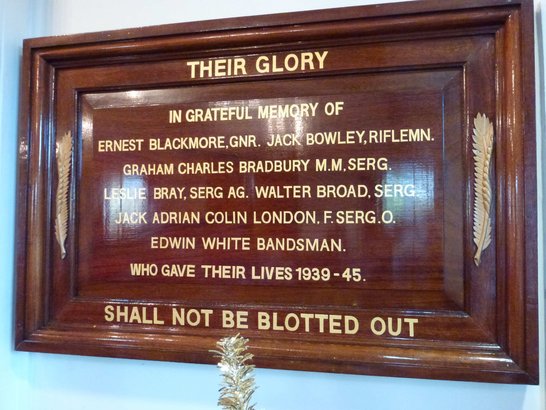 THEIR GLORY
IN GRATEFUL MEMORY OF
ERNEST BLACKMORE,GNR. JACK BOWLEY,RIFLEMN.
GRAHAM CHARLES BRADBURY M.M, SERG.
LESLIE BRAY, SERG AG. WALTER BROAD, SERG.
JACK ADRIAN COLIN LONDON, F. SERG. O.
EDWIN WHITE BANDSMAN.
WHO GAVE THEIR LIVES 1939-45.
SHALL NOT BE BLOTTED OUT